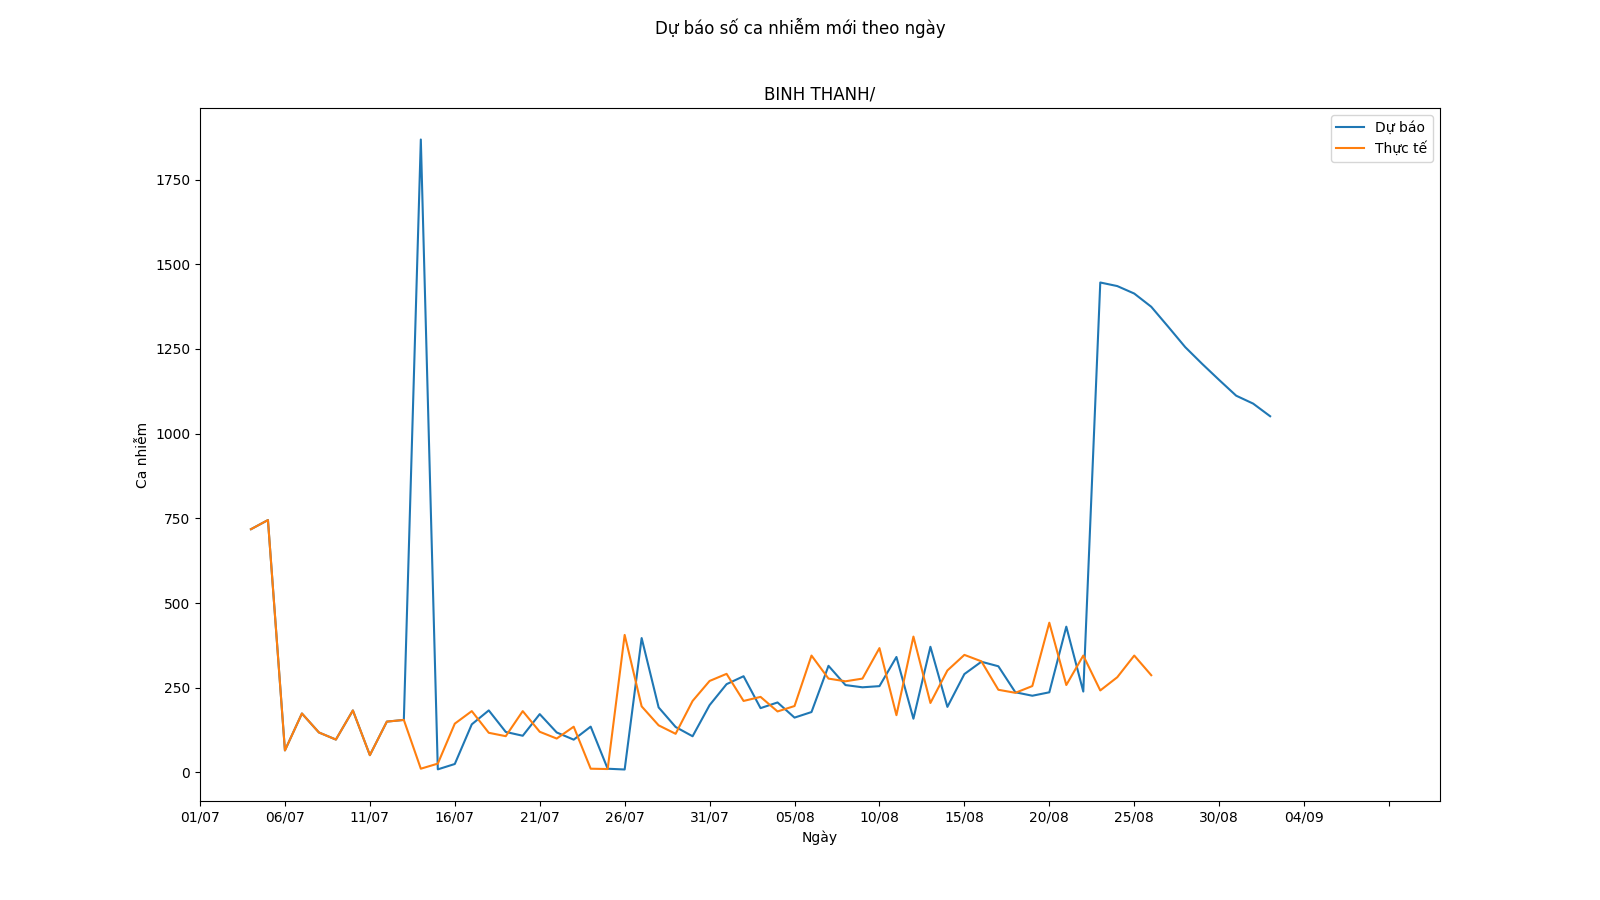 Dự báo số ca nhiễm mới theo ngày
BINH THANH/
Dự báo
Thực tế
1750
1500
1250
1000
750
500
250
0
Ca nhiễm
01/07 06/07 11/07 16/07 21/07 26/07 31/07 05/08 10/08 15/08 20/08 25/08 30/08 04/09
Ngày